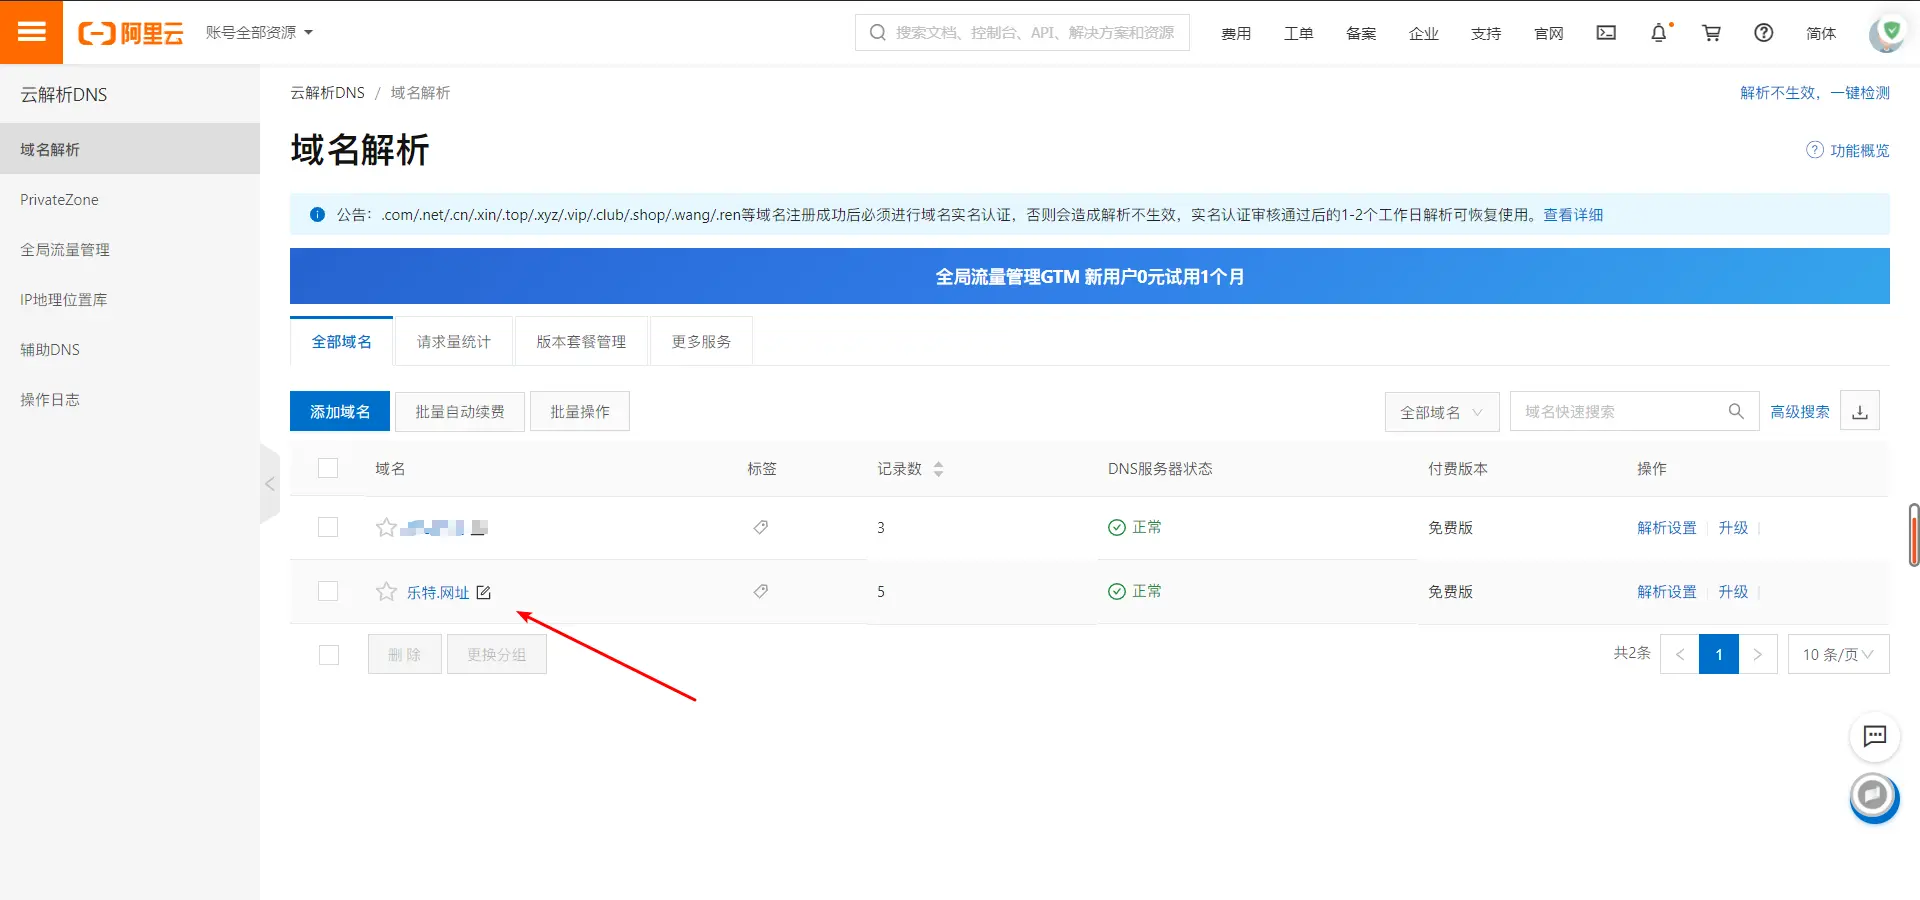 阿里云 账号全部资源 搜索文档、控制台、API、解决方案和资源 费用 工单 备案 企业 支持 官网 简体
云解析DNS
域名解析
PrivateZone
全局流量管理
IP地理位置库
辅助DNS
操作日志
云解析DNS / 域名解析 解析不生效，一键检测
域名解析 功能概览
公告：.com/.net/.cn/.xin/.top/.xyz/.vip/.club/.shop/.wang/.ren等域名注册成功后必须进行域名实名认证，否则会造成解析不生效，实名认证审核通过后的1-2个工作日解析可恢复使用。查看详细
全局流量管理GTM 新用户0元试用1个月
全部域名 请求量统计 版本套餐管理 更多服务
添加域名 批量自动续费 批量操作 全部域名 域名快速搜索 高级搜索
域名 标签 记录数 DNS服务器状态 付费版本 操作
3 正常 免费版 解析设置 升级
乐特.网址 5 正常 免费版 解析设置 升级
删 除 更换分组 共2条 < 1 > 10 条/页